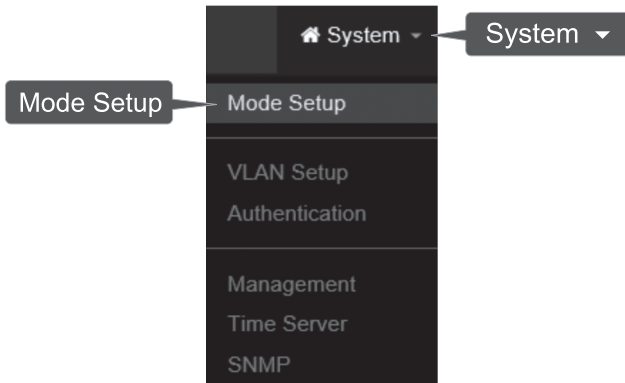 System
System
Mode Setup
Mode Setup
VLAN Setup
Authentication
Management
Time Server
SNMP